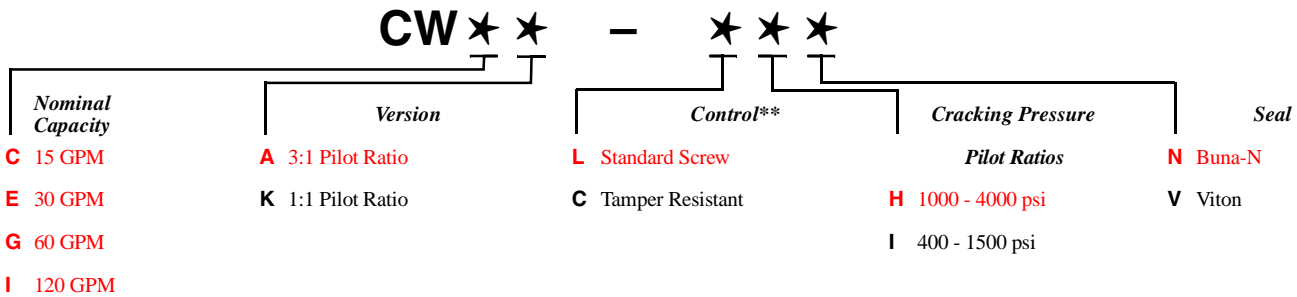 CW★★ – ★★★
Nominal Capacity
C 15 GPM
E 30 GPM
G 60 GPM
I 120 GPM
Version
A 3:1 Pilot Ratio
K 1:1 Pilot Ratio
Control**
L Standard Screw
C Tamper Resistant
Cracking Pressure
Pilot Ratios
H 1000 - 4000 psi
I 400 - 1500 psi
Seal
N Buna-N
V Viton